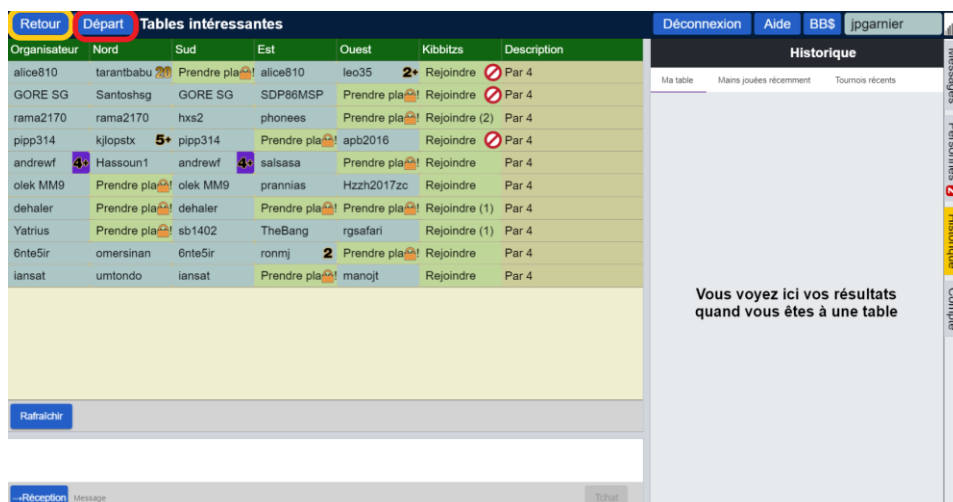 Retour Départ Tables intéressantes Déconnexion Aide BB$ jpgarnier
Organisateur Nord Sud Est Ouest Kibbitzs Description
alice810 tarantbabu Prendre pla ! alice810 leo35 2+ Rejoindre Par 4
GORE SG Santoshsg GORE SG SDP86MSP Prendre pla ! Rejoindre Par 4
rama2170 rama2170 hxs2 phonees Prendre pla ! Rejoindre (2) Par 4
pipp314 kjlopstx 5+ pipp314 Prendre pla ! apb2016 Rejoindre Par 4
andrewf 4+ Hassoun1 andrewf 4+ salsasa Prendre pla ! Rejoindre Par 4
olek MM9 Prendre pla ! olek MM9 prannias Hzzh2017zc Rejoindre Par 4
dehaler Prendre pla ! dehaler Prendre pla ! Prendre pla ! Rejoindre (1) Par 4
Yatrius Prendre pla ! sb1402 TheBang rgsafari Rejoindre (1) Par 4
6nte5ir omersinan 6nte5ir ronmj 2 Prendre pla ! Rejoindre Par 4
iansat umtondo iansat Prendre pla ! manojt Rejoindre Par 4
Rafraîchir
→Réception Message Tchat
Historique
Ma table Mains jouées récemment Tournois récents
Vous voyez ici vos résultats
quand vous êtes à une table
Messages
Personnes
Historique
Compte